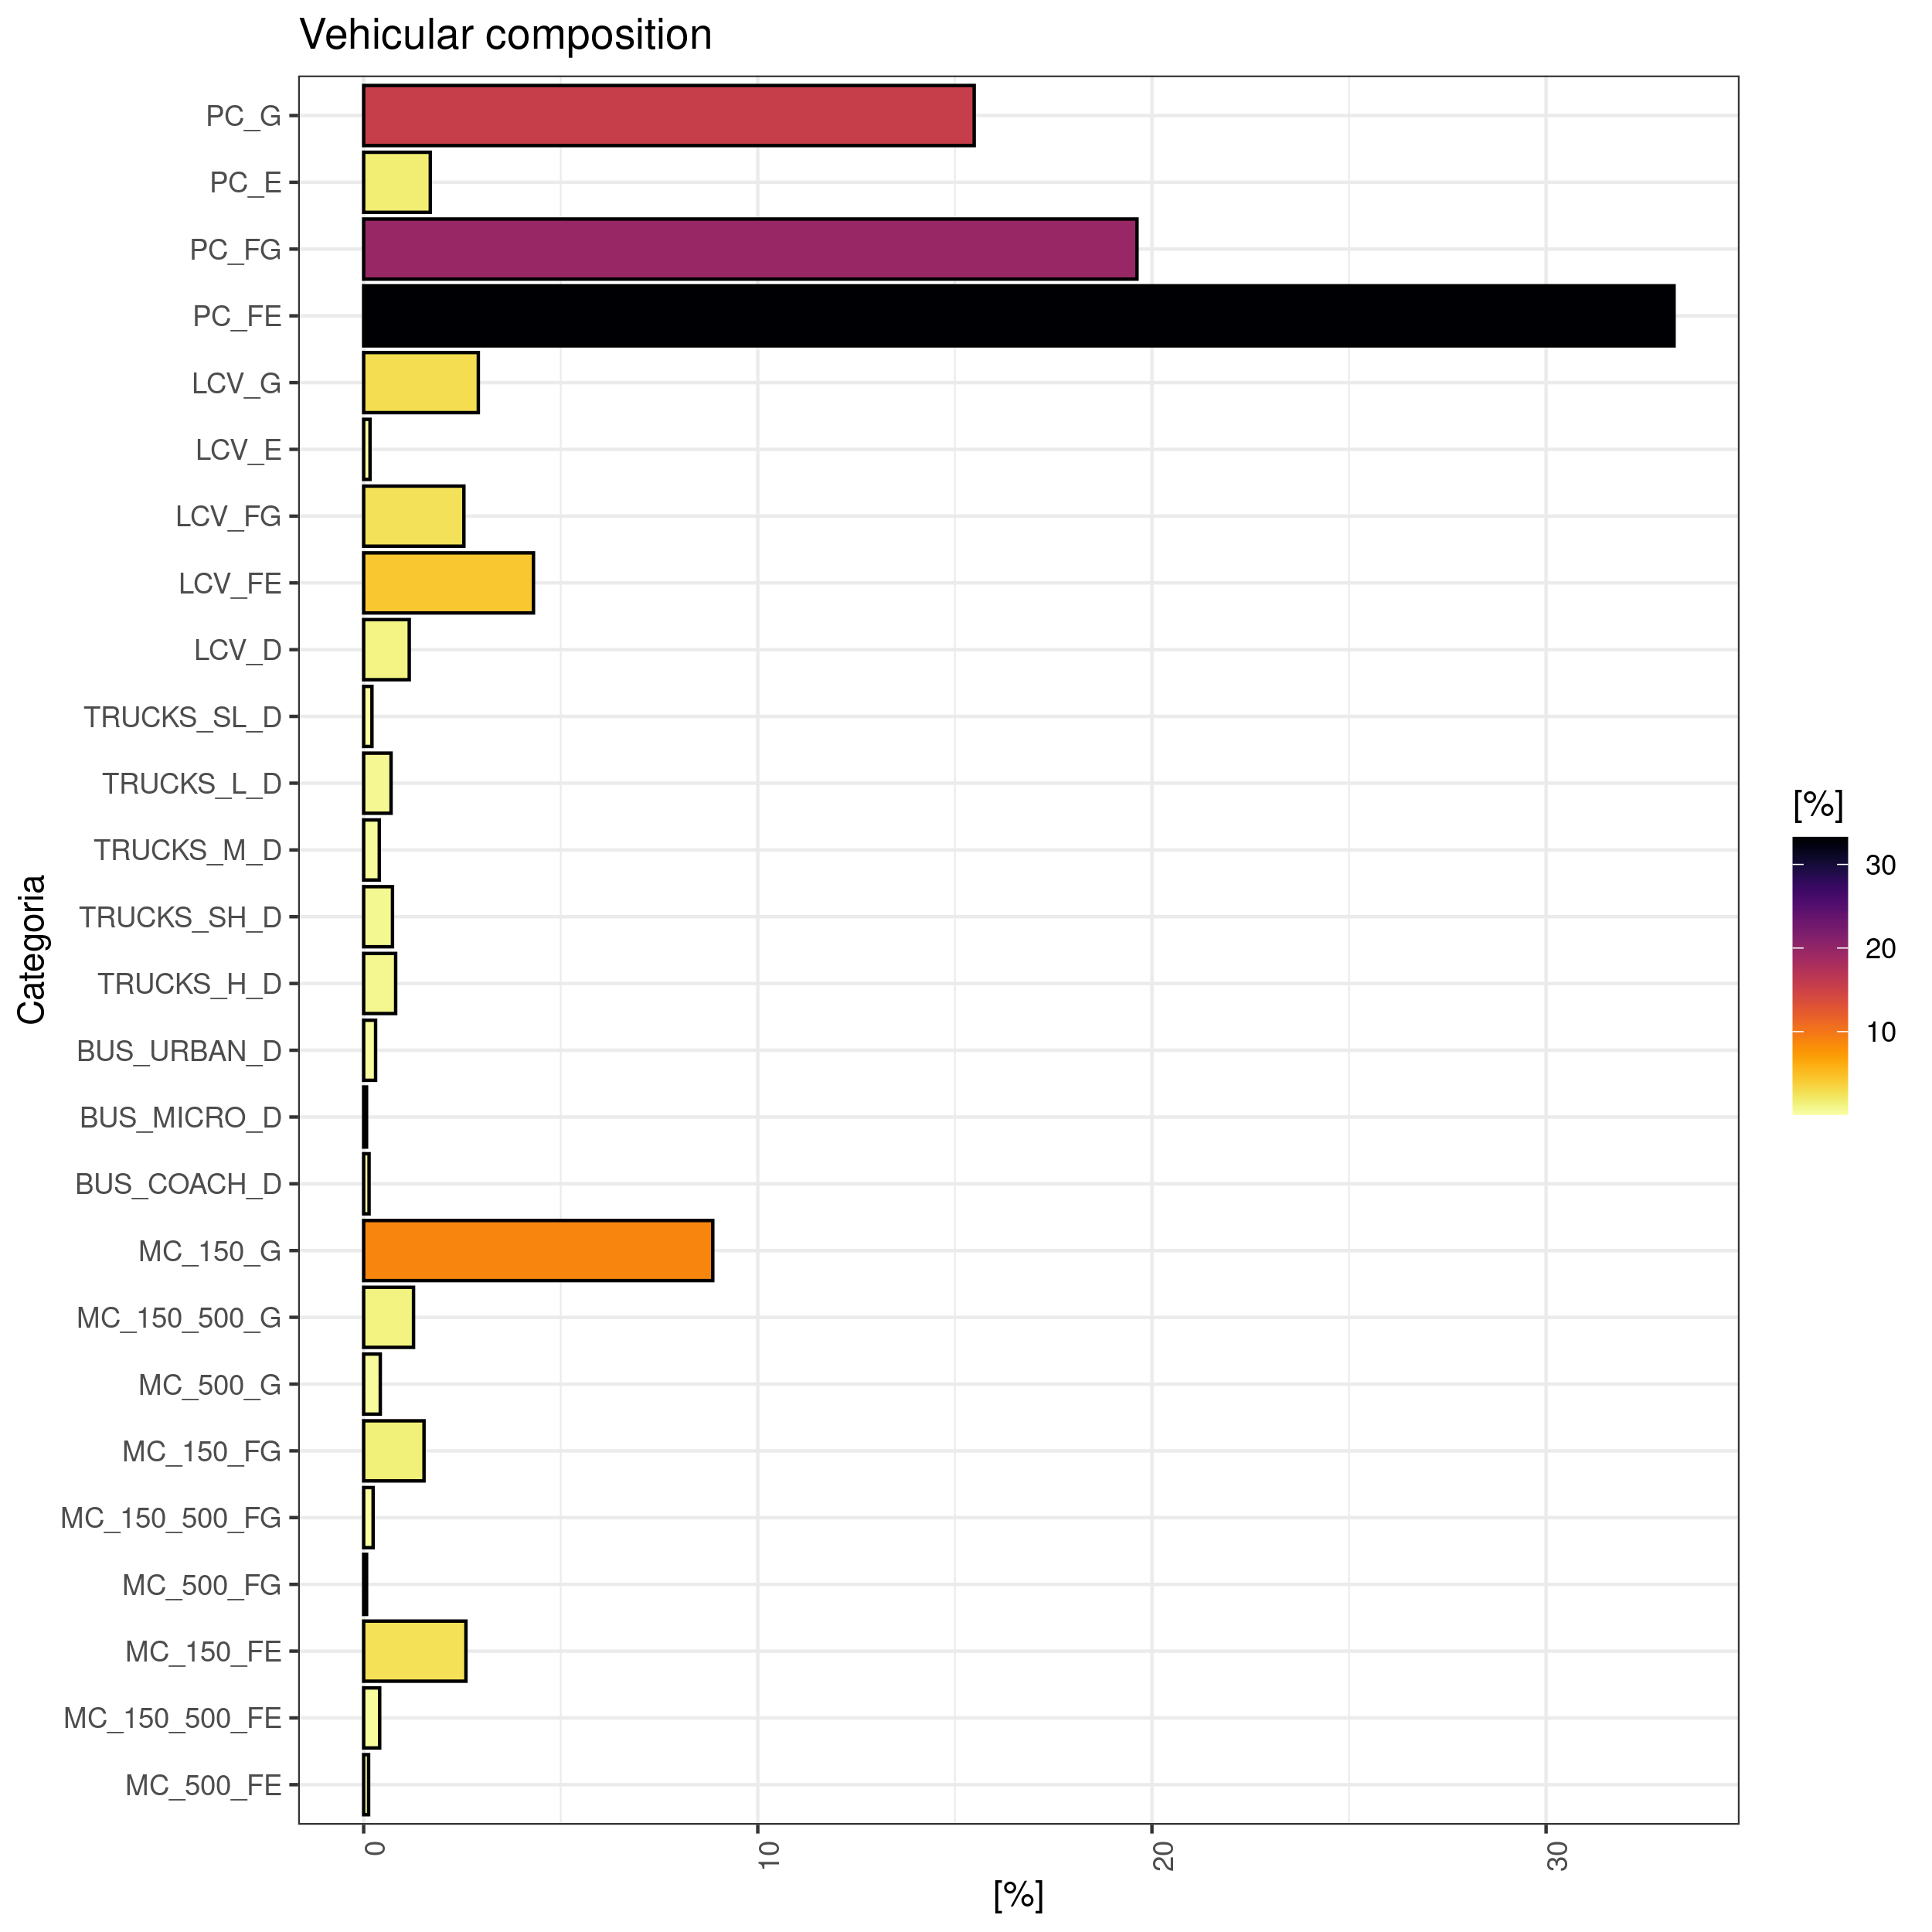 Vehicular composition
Categoria
PC_G
PC_E
PC_FG
PC_FE
LCV_G
LCV_E
LCV_FG
LCV_FE
LCV_D
TRUCKS_SL_D
TRUCKS_L_D
TRUCKS_M_D
TRUCKS_SH_D
TRUCKS_H_D
BUS_URBAN_D
BUS_MICRO_D
BUS_COACH_D
MC_150_G
MC_150_500_G
MC_500_G
MC_150_FG
MC_150_500_FG
MC_500_FG
MC_150_FE
MC_150_500_FE
MC_500_FE
0
10
20
30
[%]
[%]
30
20
10